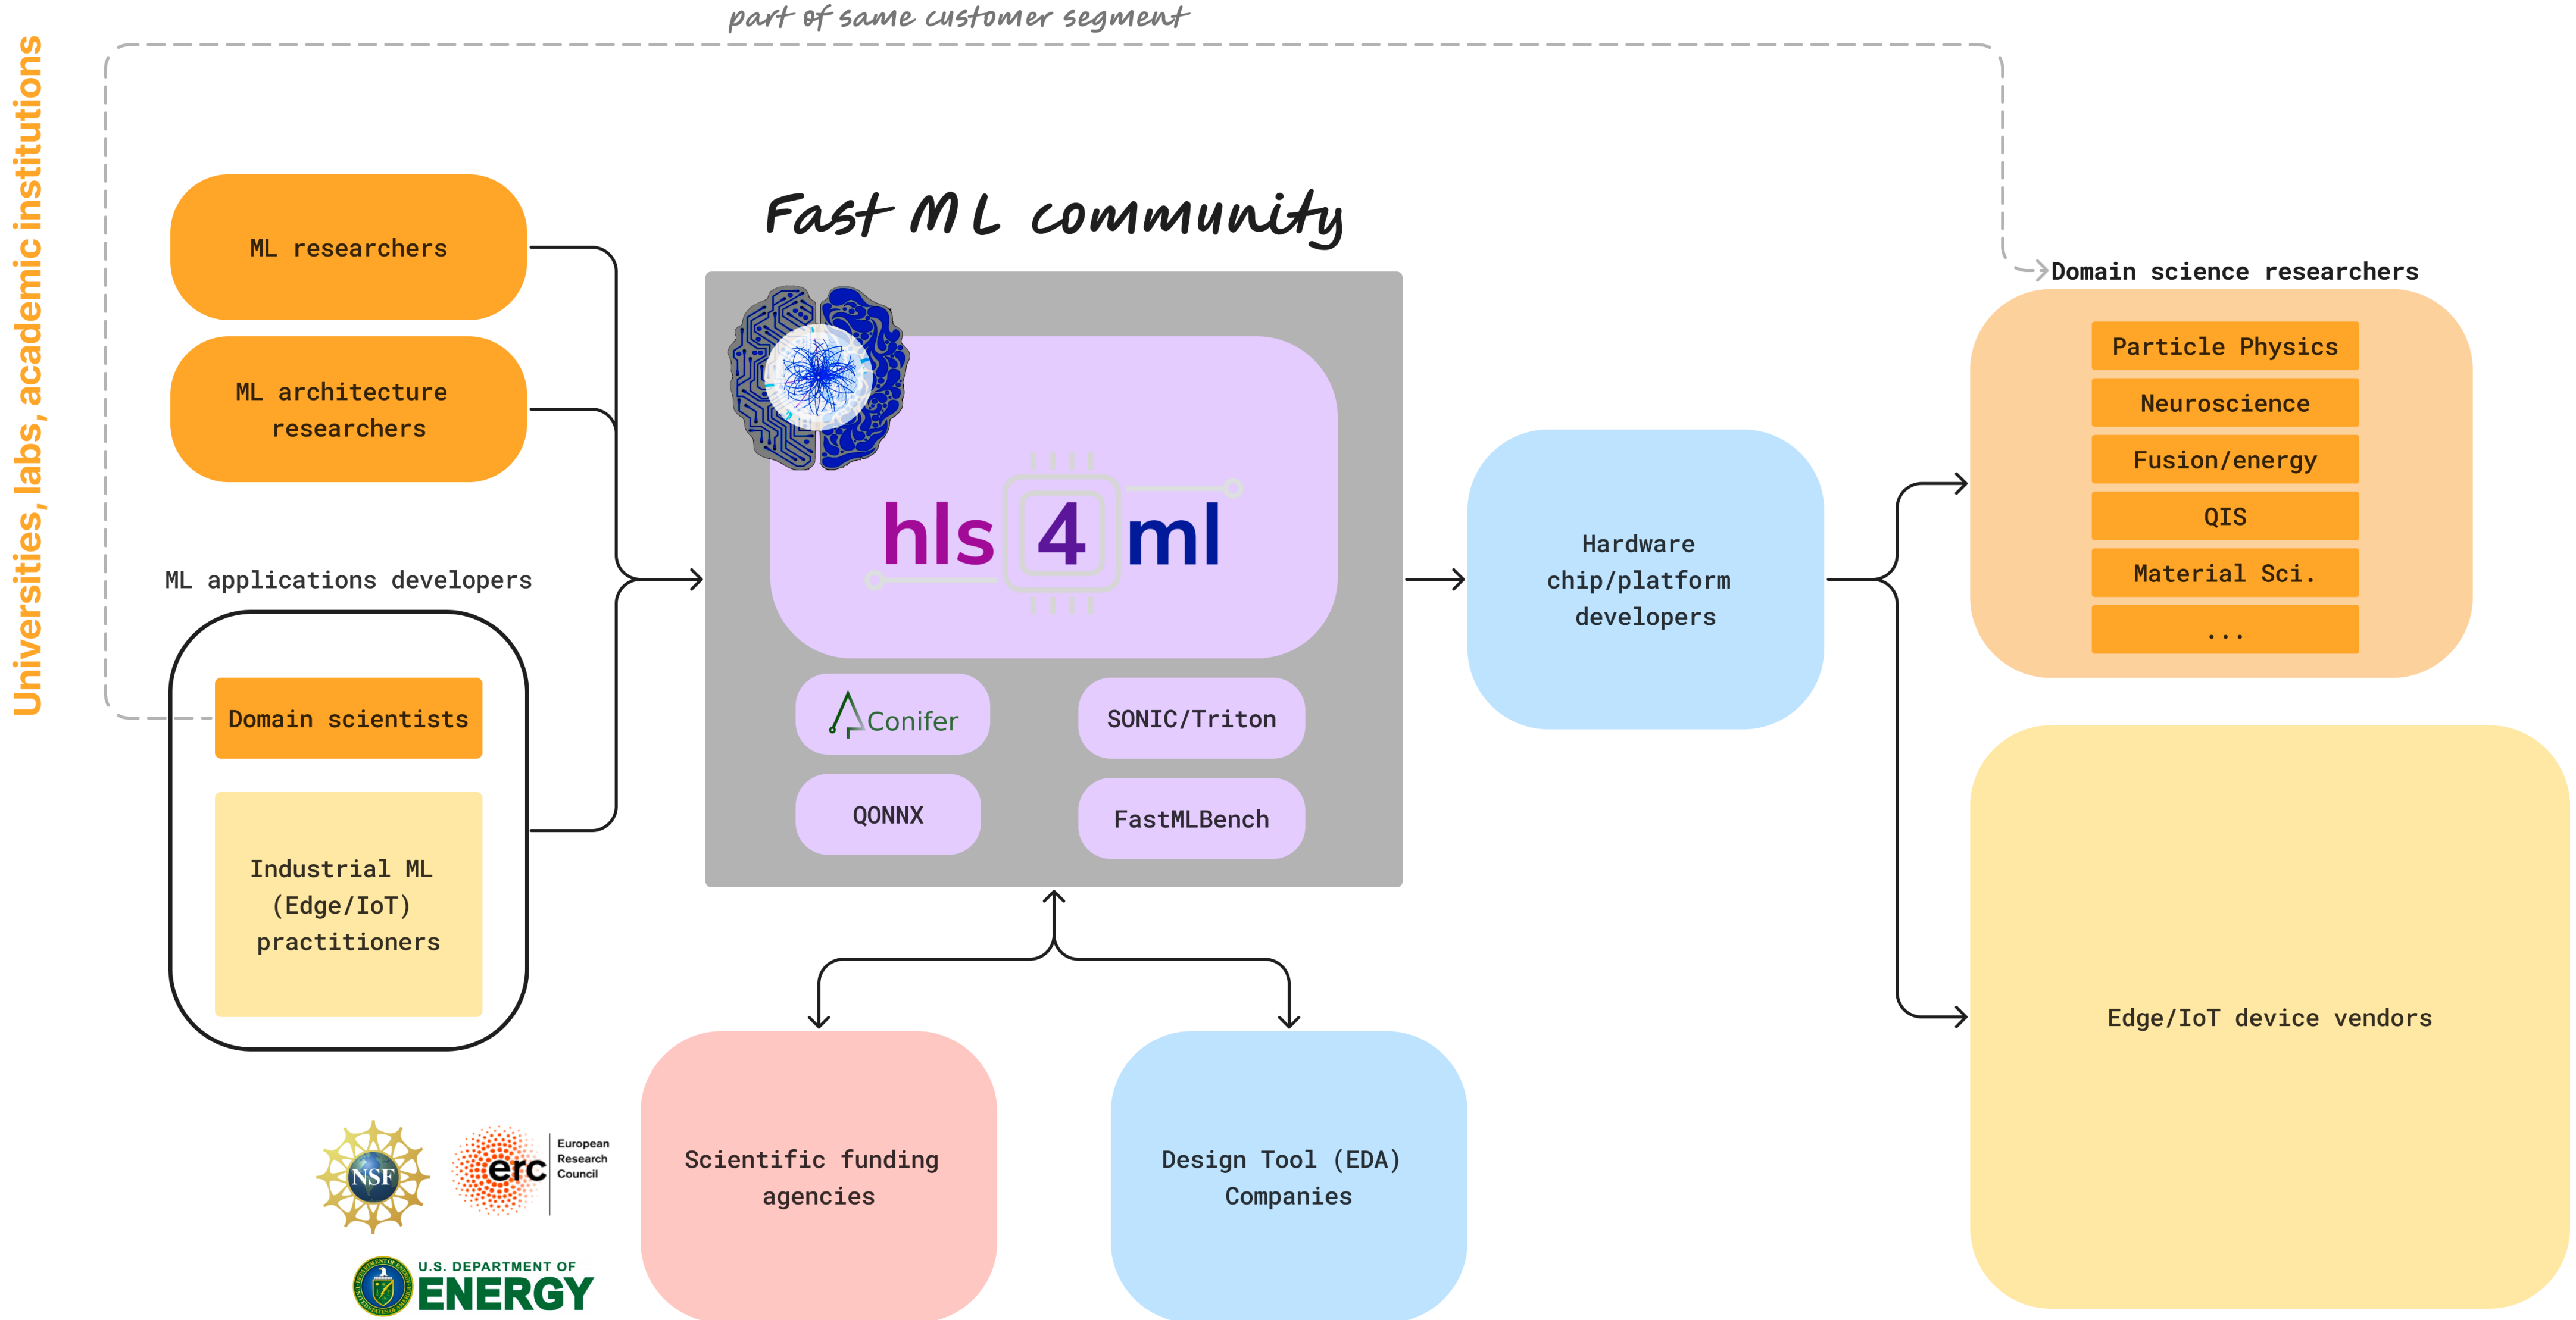 part of same customer segment
Universities, labs, academic institutions
ML researchers
ML architecture
researchers
ML applications developers
Domain scientists
Industrial ML
(Edge/IoT)
practitioners
Fast ML community
hls 4 ml
Conifer
SONIC/Triton
QONNX
FastMLBench
Hardware
chip/platform
developers
Domain science researchers
Particle Physics
Neuroscience
Fusion/energy
QIS
Material Sci.
...
Edge/IoT device vendors
Scientific funding
agencies
Design Tool (EDA)
Companies
NSF
erc
European
Research
Council
U.S. DEPARTMENT OF
ENERGY